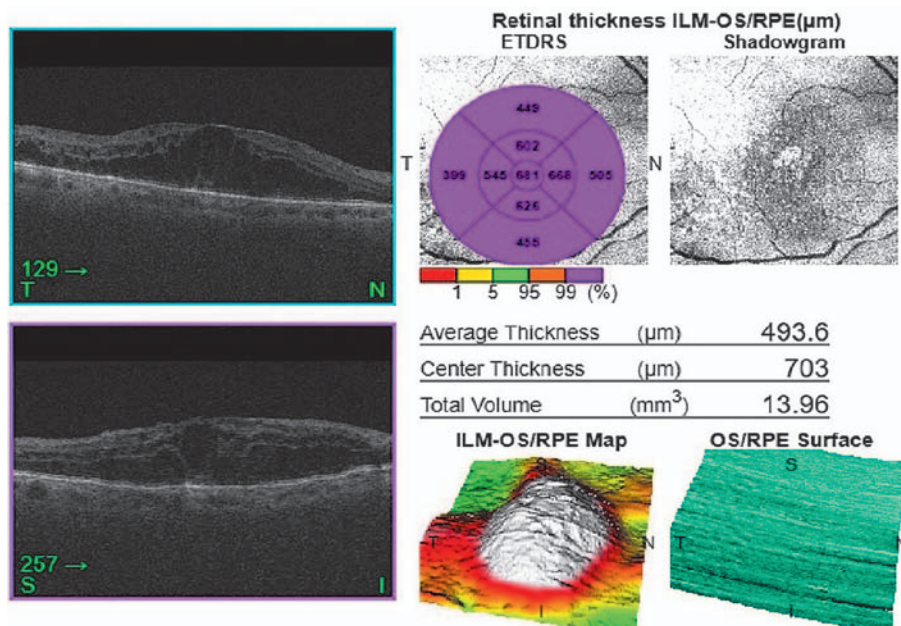 129 →
T N
257 →
S I
Retinal thickness ILM-OS/RPE(µm)
ETDRS
Shadowgram
T N
449
602
399 545 681 668 505
626
455
1 5 95 99 (%)
Average Thickness (µm) 493.6
Center Thickness (µm) 703
Total Volume (mm³) 13.96
ILM-OS/RPE Map
OS/RPE Surface
S
T N
I
S
T N
I